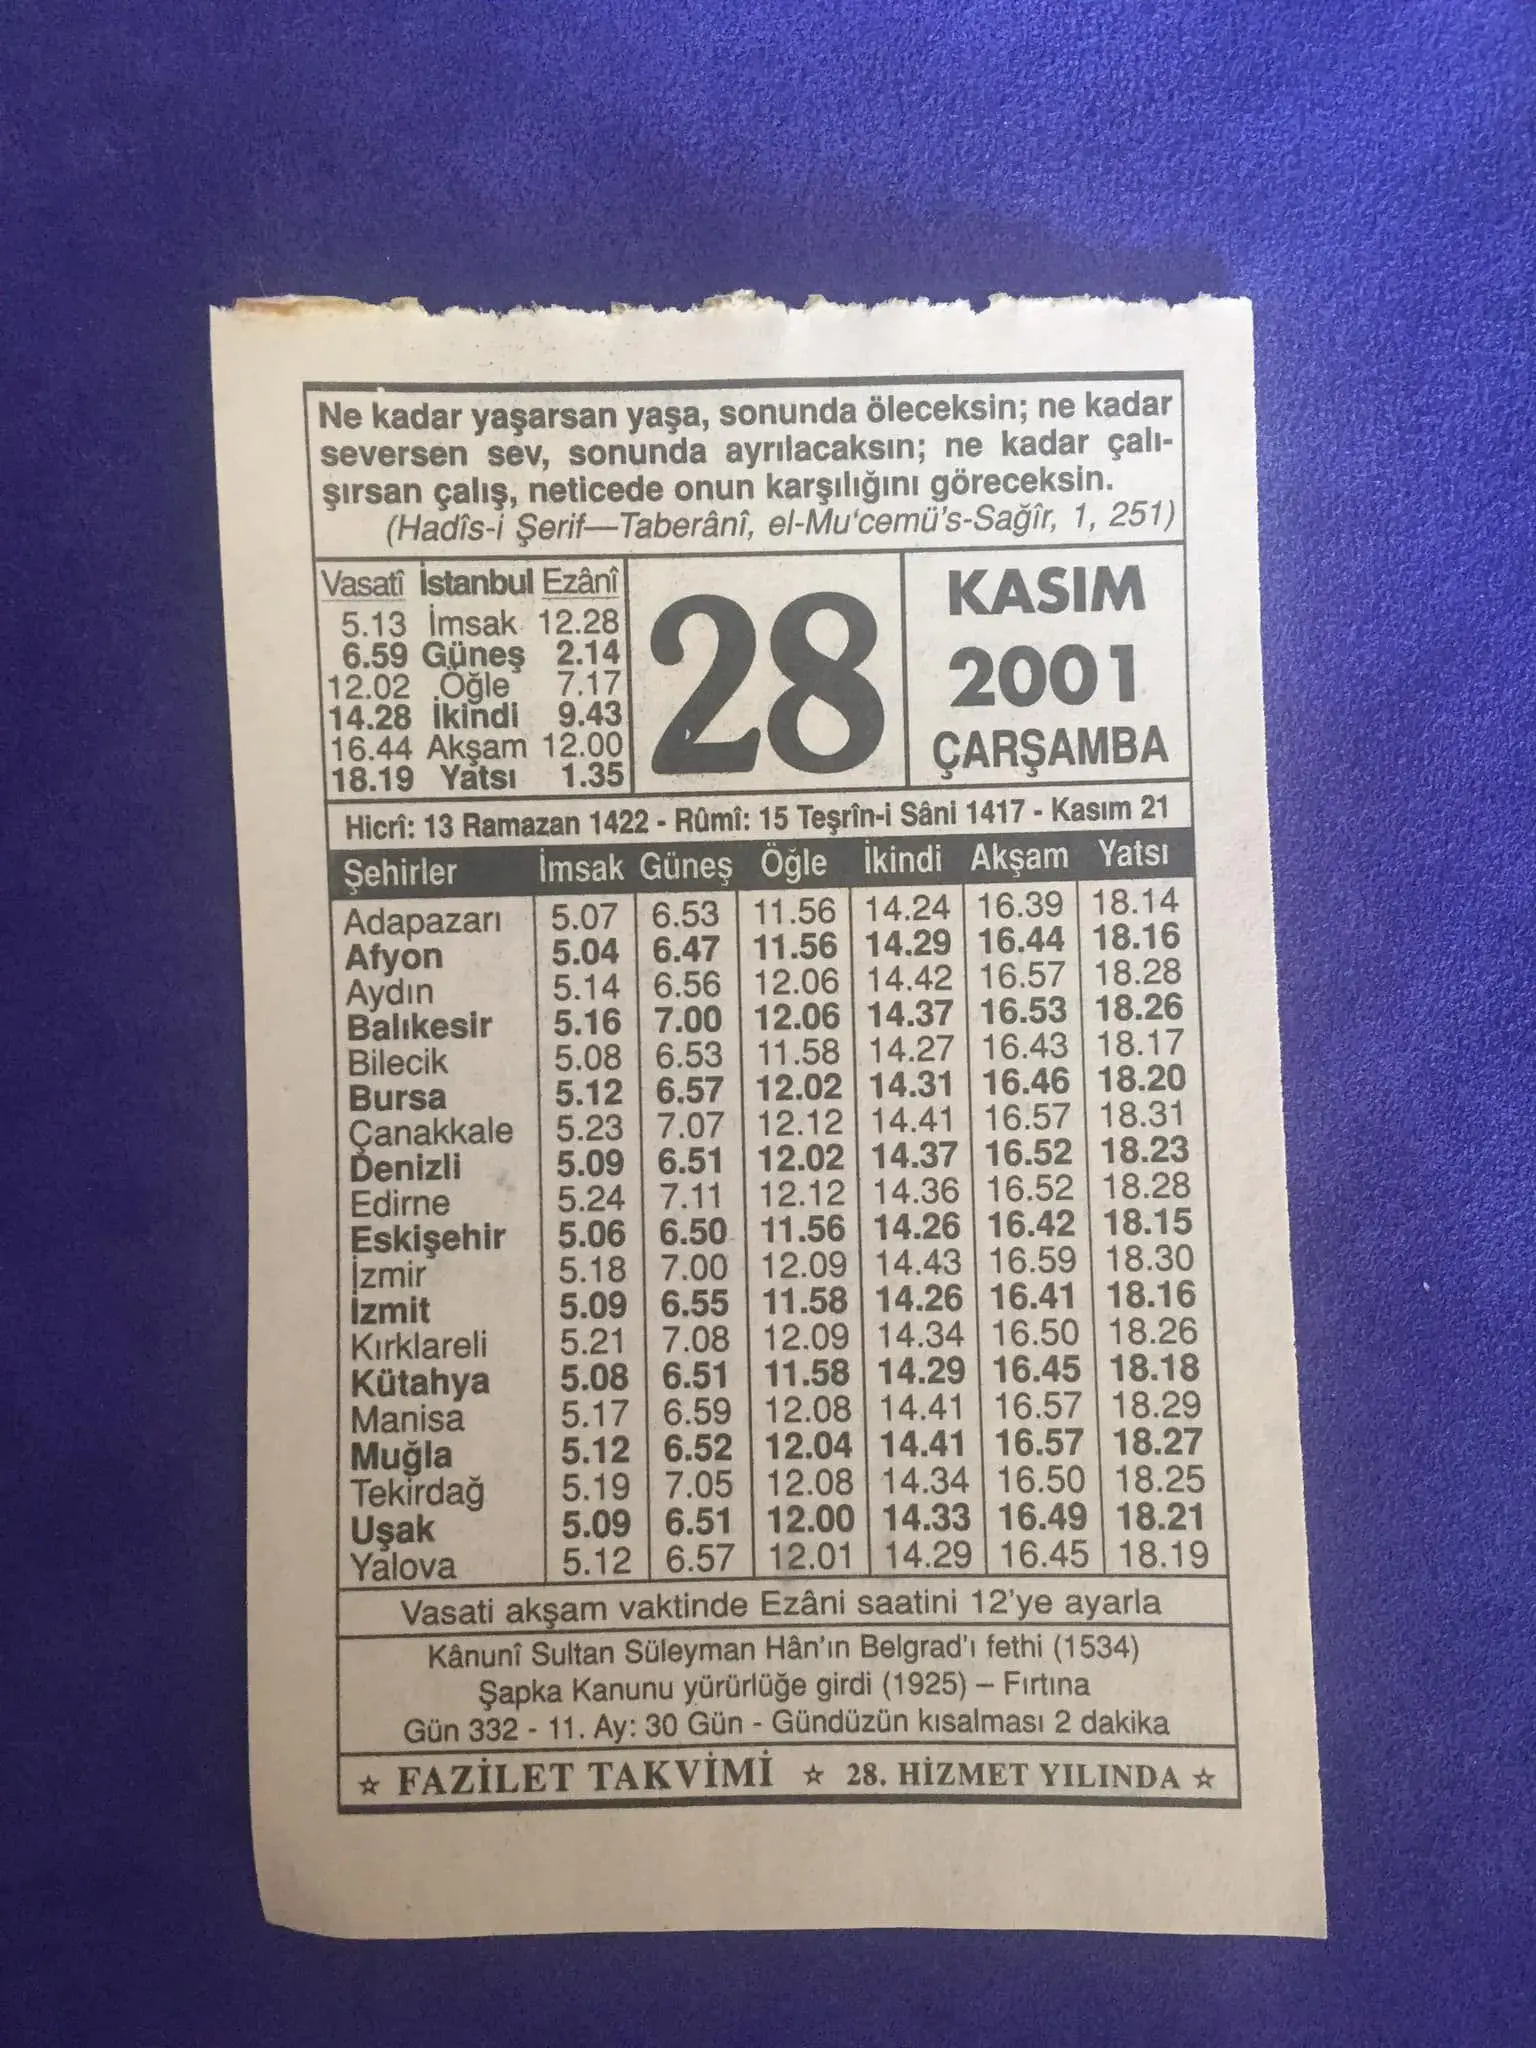 Ne kadar yaşarsan yaşa, sonunda öleceksin; ne kadar
seversen sev, sonunda ayrılacaksın; ne kadar çalı-
şırsan çalış, neticede onun karşılığını göreceksin.
(Hadîs-i Şerif—Taberânî, el-Mu‘cemü’s-Sağîr, 1, 251)
Vasatî İstanbul Ezânî
5.13 İmsak 12.28
6.59 Güneş 2.14
12.02 Öğle 7.17
14.28 İkindi 9.43
16.44 Akşam 12.00
18.19 Yatsı 1.35
28
KASIM
2001
ÇARŞAMBA
Hicrî: 13 Ramazan 1422 - Rûmî: 15 Teşrîn-i Sâni 1417 - Kasım 21
Şehirler İmsak Güneş Öğle İkindi Akşam Yatsı
Adapazarı 5.07 6.53 11.56 14.24 16.39 18.14
Afyon 5.04 6.47 11.56 14.29 16.44 18.16
Aydın 5.14 6.56 12.06 14.42 16.57 18.28
Balıkesir 5.16 7.00 12.06 14.37 16.53 18.26
Bilecik 5.08 6.53 11.58 14.27 16.43 18.17
Bursa 5.12 6.57 12.02 14.31 16.46 18.20
Çanakkale 5.23 7.07 12.12 14.41 16.57 18.31
Denizli 5.09 6.51 12.02 14.37 16.52 18.23
Edirne 5.24 7.11 12.12 14.36 16.52 18.28
Eskişehir 5.06 6.50 11.56 14.26 16.42 18.15
İzmir 5.18 7.00 12.09 14.43 16.59 18.30
İzmit 5.09 6.55 11.58 14.26 16.41 18.16
Kırklareli 5.21 7.08 12.09 14.34 16.50 18.26
Kütahya 5.08 6.51 11.58 14.29 16.45 18.18
Manisa 5.17 6.59 12.08 14.41 16.57 18.29
Muğla 5.12 6.52 12.04 14.41 16.57 18.27
Tekirdağ 5.19 7.05 12.08 14.34 16.50 18.25
Uşak 5.09 6.51 12.00 14.33 16.49 18.21
Yalova 5.12 6.57 12.01 14.29 16.45 18.19
Vasati akşam vaktinde Ezâni saatini 12’ye ayarla
Kânunî Sultan Süleyman Hân’ın Belgrad’ı fethi (1534)
Şapka Kanunu yürürlüğe girdi (1925) – Fırtına
Gün 332 - 11. Ay: 30 Gün - Gündüzün kısalması 2 dakika
☆ FAZİLET TAKVİMİ ☆ 28. HİZMET YILINDA ☆